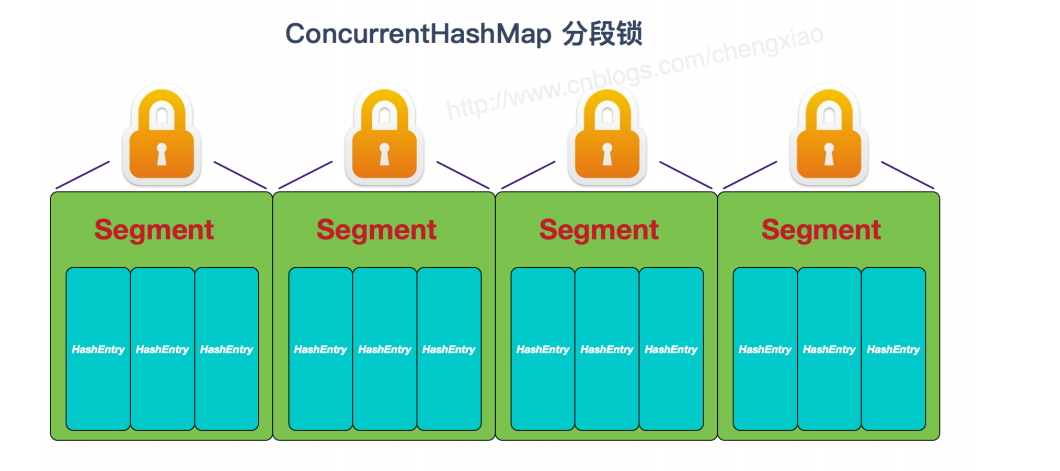 ConcurrentHashMap 分段锁
http://www.cnblogs.com/chengxiao
Segment Segment Segment Segment
HashEntry HashEntry HashEntry HashEntry HashEntry HashEntry HashEntry HashEntry HashEntry HashEntry HashEntry HashEntry